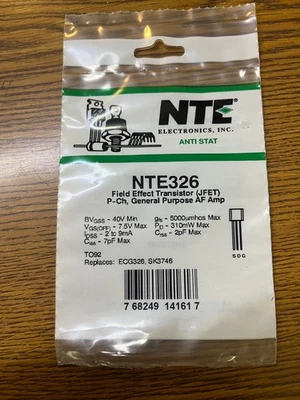 NTE®
ELECTRONICS, INC.
ANTI STAT
NTE326
Field Effect Transistor (JFET)
P-Ch, General Purpose AF Amp
BVGSS - 40V Min gfs - 5000µmhos Max
VGS(OFF) - 7.5V Max PD - 310mW Max
IDSS - 2 to 9mA Crss - 2pF Max
Ciss - 7pF Max
S D G
TO92
Replaces: ECG326, SK3746
7 68249 14161 7